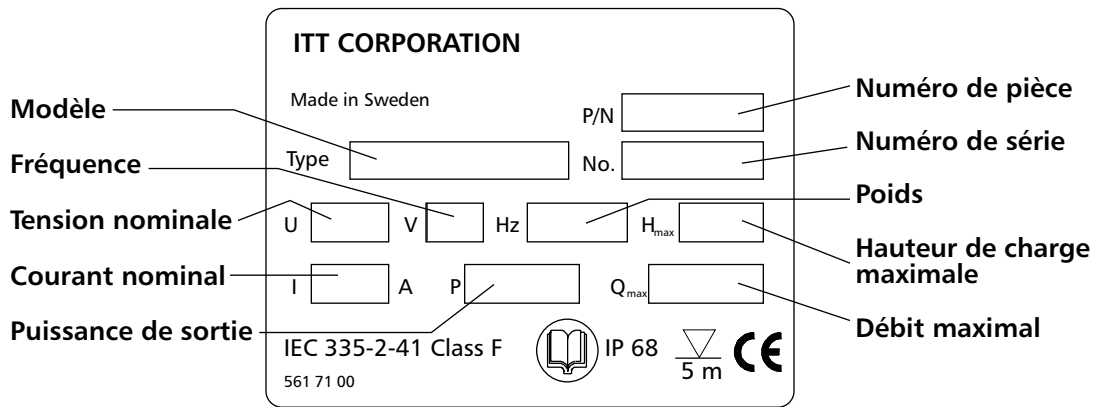 ITT CORPORATION
Made in Sweden
P/N
Type
No.
U
V
Hz
Hmax
I
A
P
Qmax
IEC 335-2-41 Class F
IP 68
5 m
CE
561 71 00
Modèle
Fréquence
Tension nominale
Courant nominal
Puissance de sortie
Numéro de pièce
Numéro de série
Poids
Hauteur de charge
maximale
Débit maximal